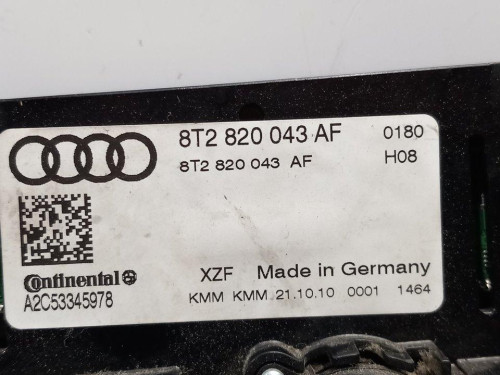 8T2 820 043 AF 0180
8T2 820 043 AF H08
Continental
A2C53345978
XZF Made in Germany
KMM KMM 21.10.10 0001 1464